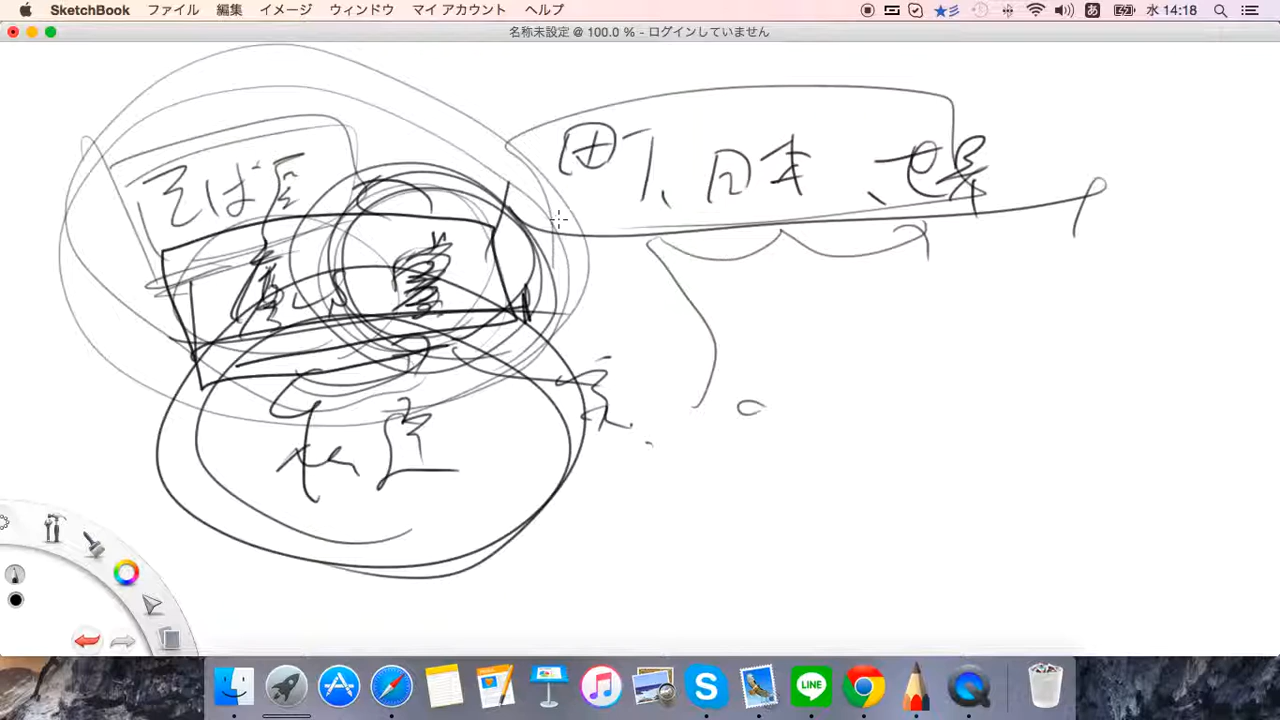 SketchBook ファイル 編集 イメージ ウィンドウ マイ アカウント ヘルプ あ 水 14:18
名称未設定 @ 100.0 % - ログインしていません
町、日本、世界
そば屋
LINE